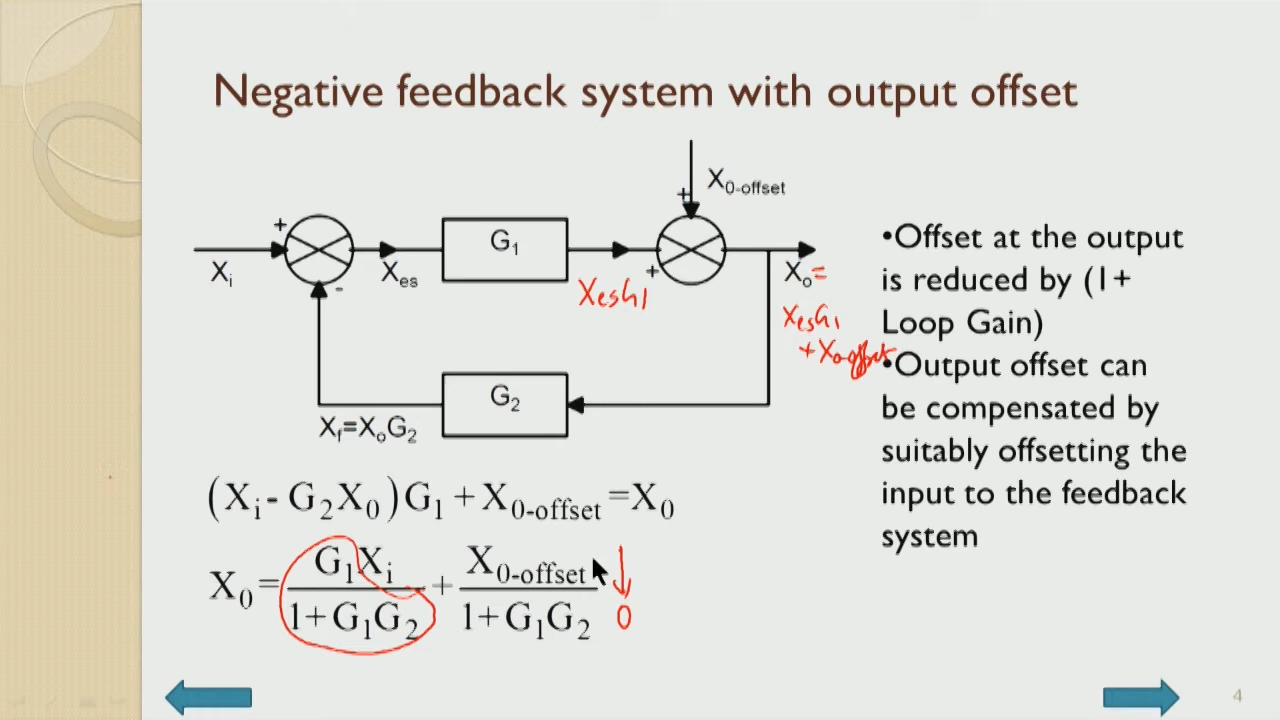 Negative feedback system with output offset
X₀-offset
+
+
G₁
Xᵢ
Xes
-
+
Xo =
XesG₁
XesG₁
+ X₀-offset
G₂
Xf=XoG₂
•Offset at the output
is reduced by (1+
Loop Gain)
•Output offset can
be compensated by
suitably offsetting the
input to the feedback
system
(Xᵢ- G₂X₀)G₁ + X₀-offset =X₀
X₀= G₁Xᵢ / 1+G₁G₂ + X₀-offset / 1+G₁G₂ ↓ 0
4